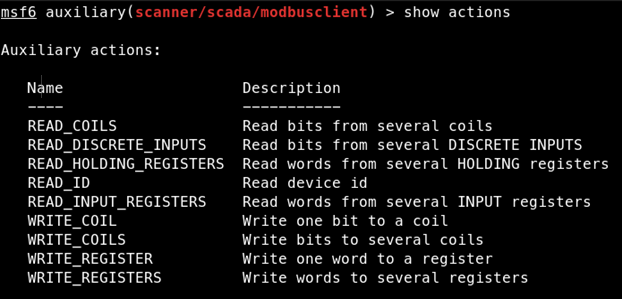 msf6 auxiliary(scanner/scada/modbusclient) > show actions
Auxiliary actions:
Name Description
---- -----------
READ_COILS Read bits from several coils
READ_DISCRETE_INPUTS Read bits from several DISCRETE INPUTS
READ_HOLDING_REGISTERS Read words from several HOLDING registers
READ_ID Read device id
READ_INPUT_REGISTERS Read words from several INPUT registers
WRITE_COIL Write one bit to a coil
WRITE_COILS Write bits to several coils
WRITE_REGISTER Write one word to a register
WRITE_REGISTERS Write words to several registers